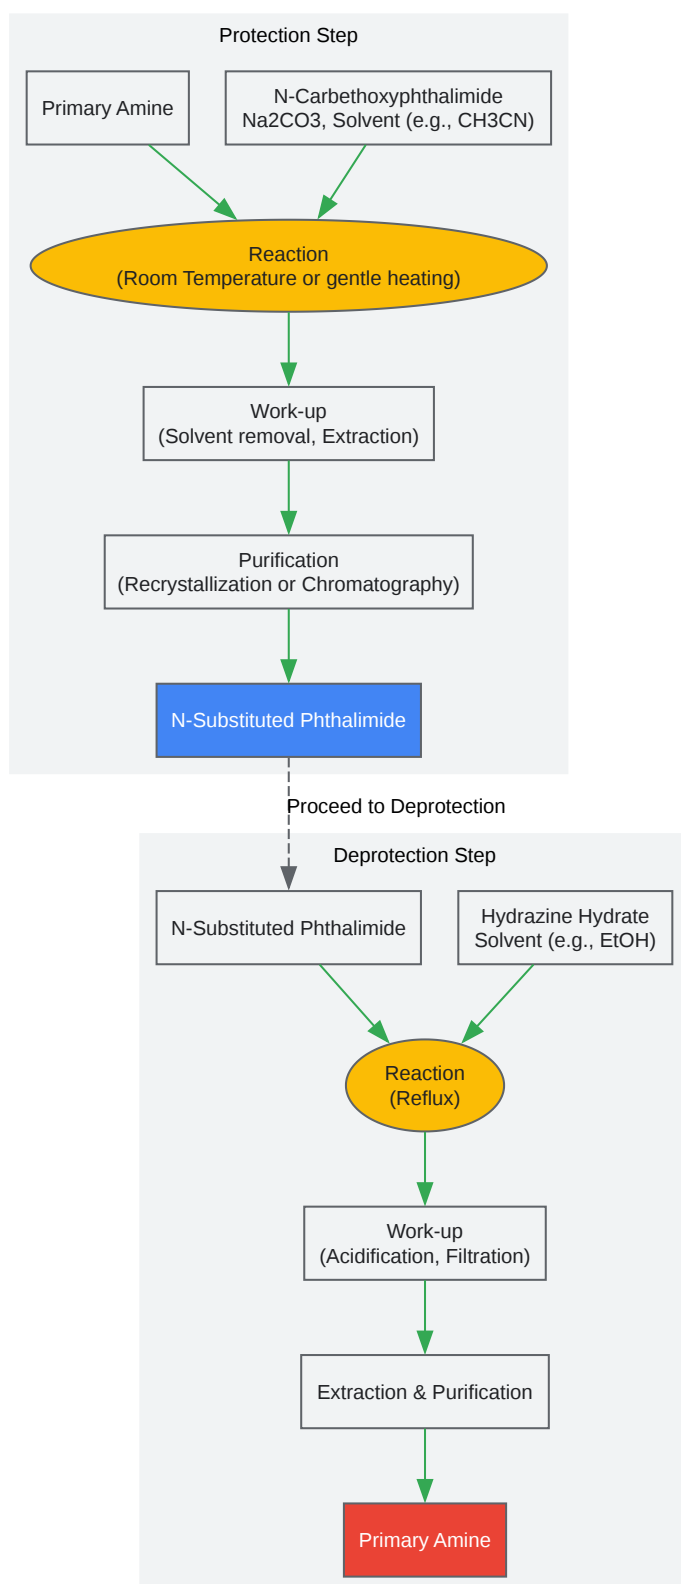 Protection Step
Primary Amine
N-Carbethoxyphthalimide
Na2CO3, Solvent (e.g., CH3CN)
Reaction
(Room Temperature or gentle heating)
Work-up
(Solvent removal, Extraction)
Purification
(Recrystallization or Chromatography)
N-Substituted Phthalimide
Proceed to Deprotection
Deprotection Step
N-Substituted Phthalimide
Hydrazine Hydrate
Solvent (e.g., EtOH)
Reaction
(Reflux)
Work-up
(Acidification, Filtration)
Extraction & Purification
Primary Amine